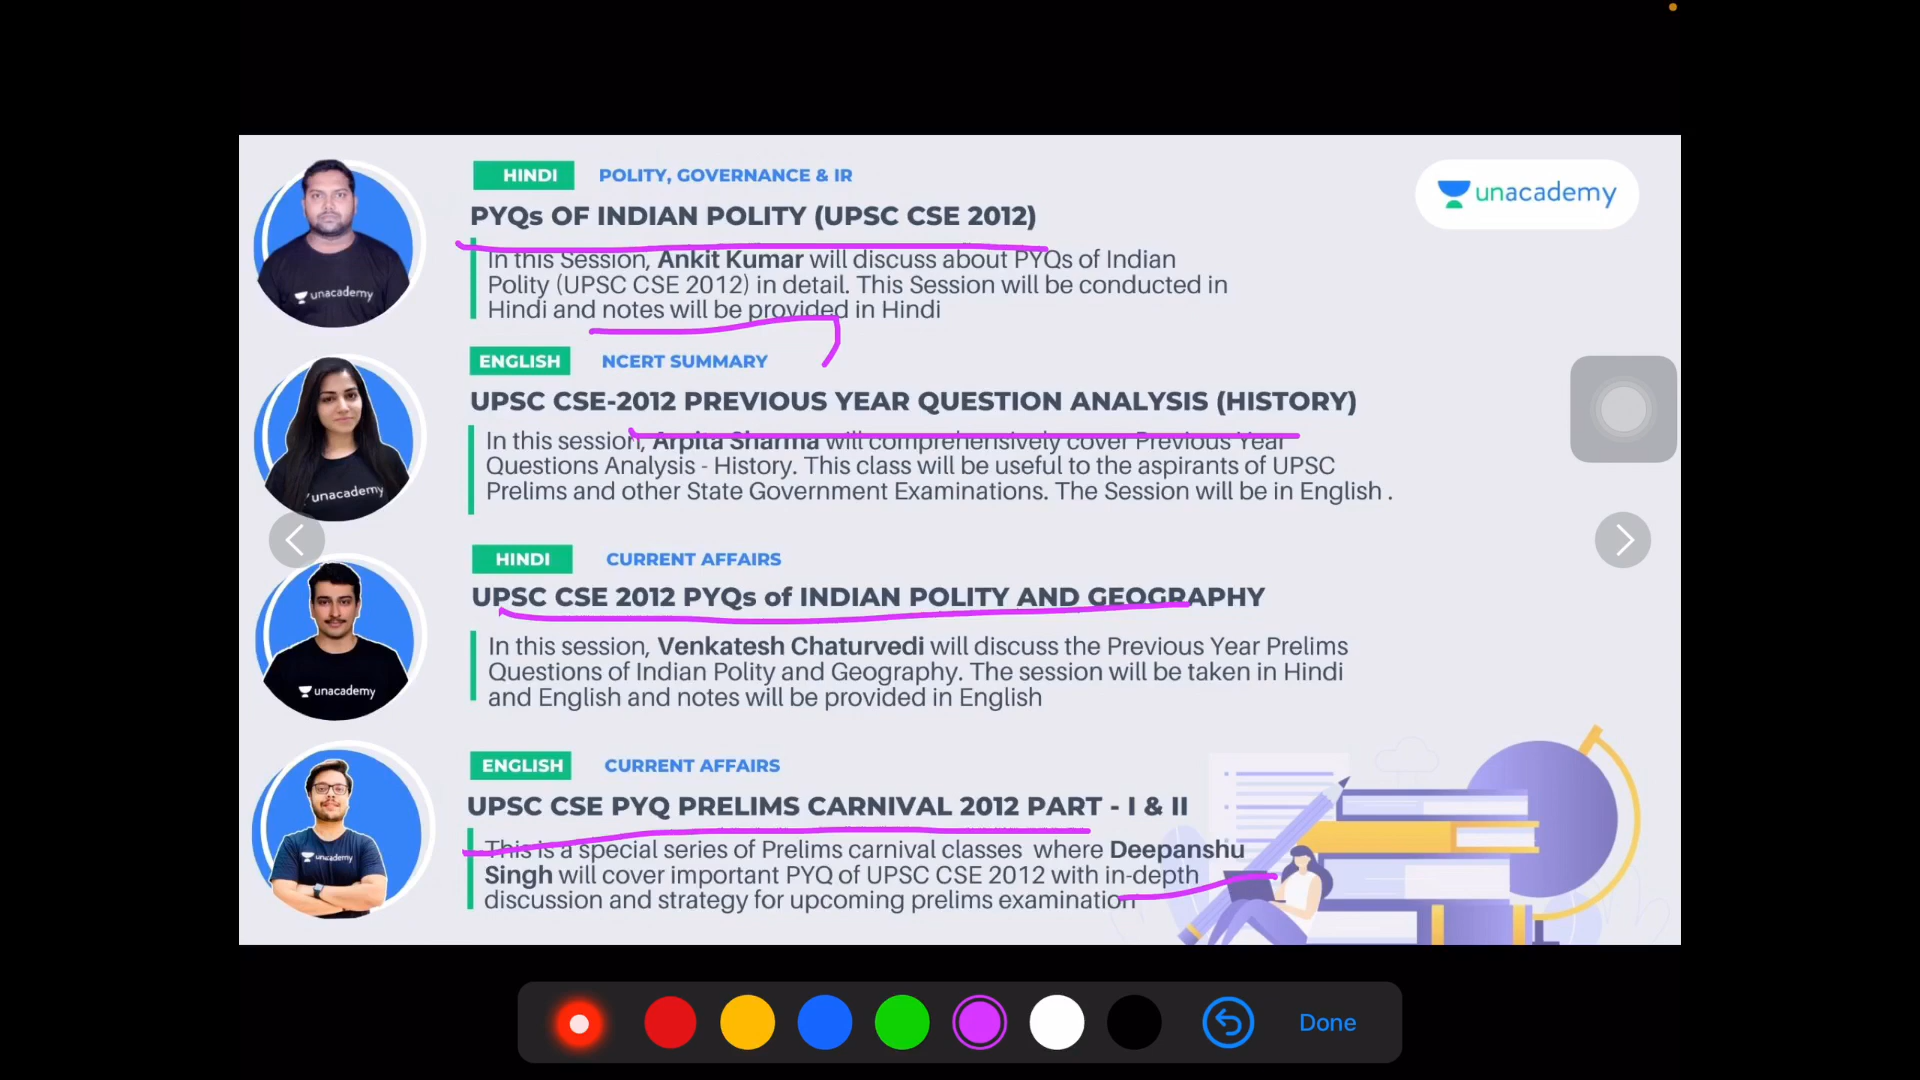 HINDI POLITY, GOVERNANCE & IR
unacademy
PYQs OF INDIAN POLITY (UPSC CSE 2012)
In this Session, Ankit Kumar will discuss about PYQs of Indian
Polity (UPSC CSE 2012) in detail. This Session will be conducted in
Hindi and notes will be provided in Hindi
unacademy
ENGLISH NCERT SUMMARY
UPSC CSE-2012 PREVIOUS YEAR QUESTION ANALYSIS (HISTORY)
In this session, Arpita Sharma will comprehensively cover Previous Year
Questions Analysis - History. This class will be useful to the aspirants of UPSC
Prelims and other State Government Examinations. The Session will be in English .
unacademy
HINDI CURRENT AFFAIRS
UPSC CSE 2012 PYQs of INDIAN POLITY AND GEOGRAPHY
In this session, Venkatesh Chaturvedi will discuss the Previous Year Prelims
Questions of Indian Polity and Geography. The session will be taken in Hindi
and English and notes will be provided in English
unacademy
ENGLISH CURRENT AFFAIRS
UPSC CSE PYQ PRELIMS CARNIVAL 2012 PART - I & II
This is a special series of Prelims carnival classes where Deepanshu
Singh will cover important PYQ of UPSC CSE 2012 with in-depth
discussion and strategy for upcoming prelims examination
unacademy
Done